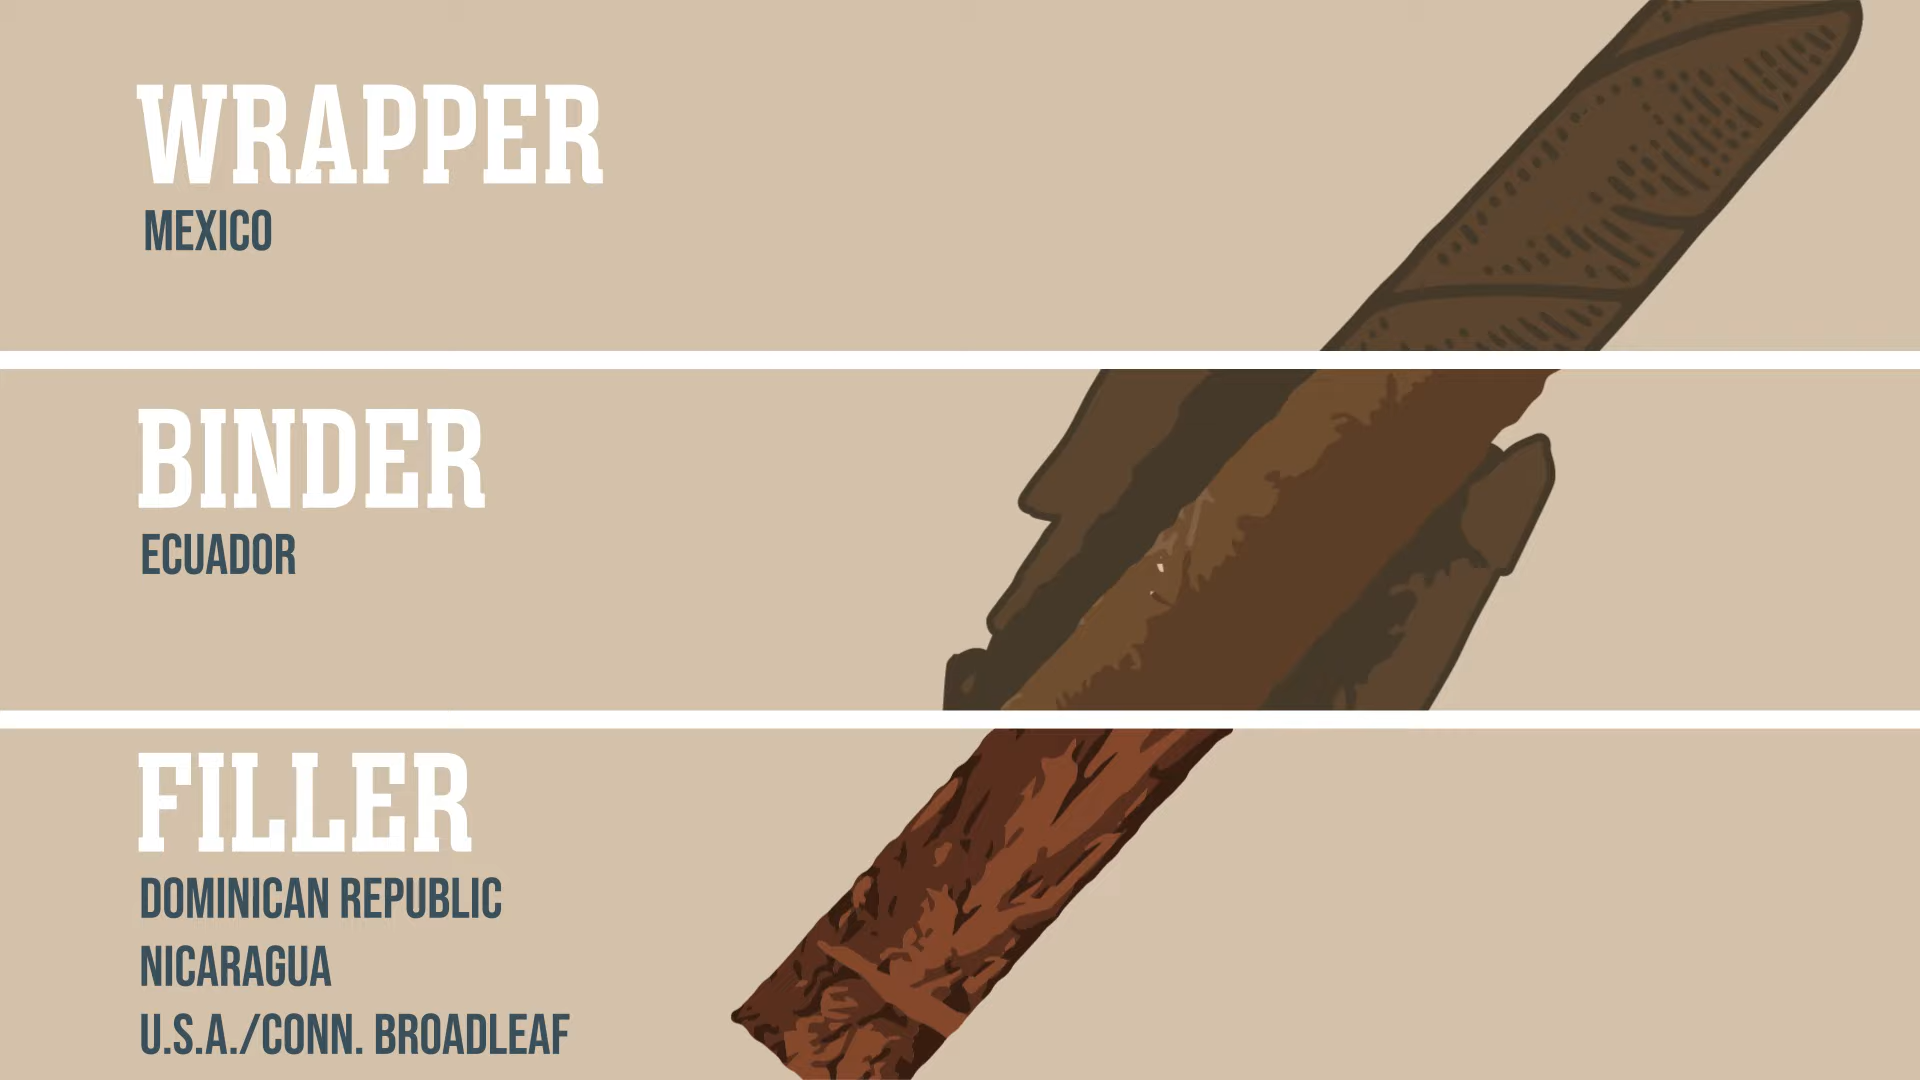 WRAPPER
MEXICO
BINDER
ECUADOR
FILLER
DOMINICAN REPUBLIC
NICARAGUA
U.S.A./CONN. BROADLEAF